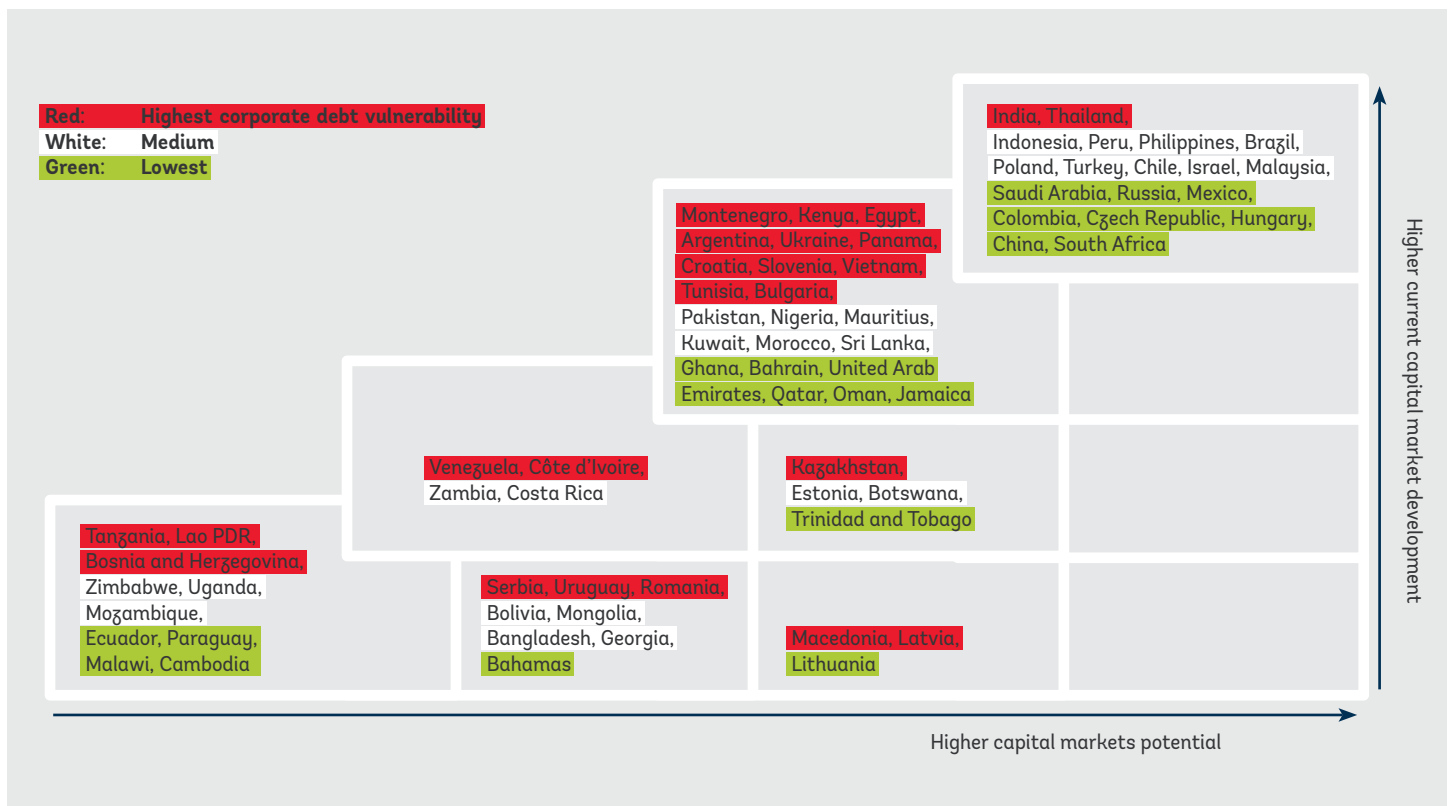 Red: Highest corporate debt vulnerability
White: Medium
Green: Lowest
India, Thailand,
Indonesia, Peru, Philippines, Brazil,
Poland, Turkey, Chile, Israel, Malaysia,
Saudi Arabia, Russia, Mexico,
Colombia, Czech Republic, Hungary,
China, South Africa
Montenegro, Kenya, Egypt,
Argentina, Ukraine, Panama,
Croatia, Slovenia, Vietnam,
Tunisia, Bulgaria,
Pakistan, Nigeria, Mauritius,
Kuwait, Morocco, Sri Lanka,
Ghana, Bahrain, United Arab
Emirates, Qatar, Oman, Jamaica
Venezuela, Côte d'Ivoire,
Zambia, Costa Rica
Kazakhstan,
Estonia, Botswana,
Trinidad and Tobago
Tanzania, Lao PDR,
Bosnia and Herzegovina,
Zimbabwe, Uganda,
Mozambique,
Ecuador, Paraguay,
Malawi, Cambodia
Serbia, Uruguay, Romania,
Bolivia, Mongolia,
Bangladesh, Georgia,
Bahamas
Macedonia, Latvia,
Lithuania
Higher current capital market development
Higher capital markets potential